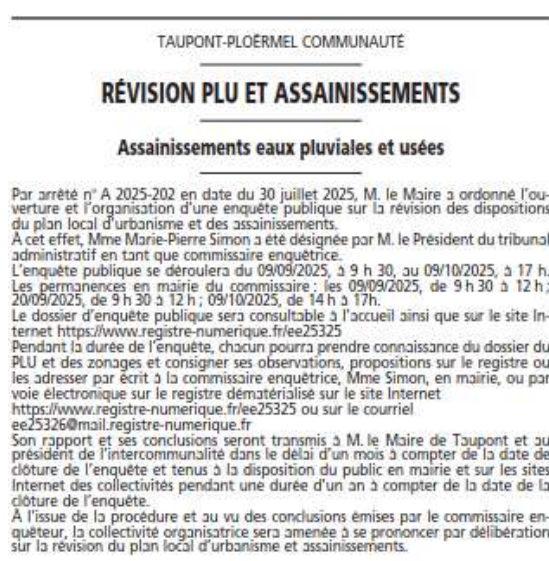 TAUPONT-PLOËRMEL COMMUNAUTÉ
RÉVISION PLU ET ASSAINISSEMENTS
Assainissements eaux pluviales et usées
Par arrêté n° A 2025-202 en date du 30 juillet 2025, M. le Maire a ordonné l'ou-
verture et l'organisation d'une enquête publique sur la révision des dispositions
du plan local d'urbanisme et des assainissements.
À cet effet, Mme Marie-Pierre Simon a été désignée par M. le Président du tribunal
administratif en tant que commissaire enquêtrice.
L'enquête publique se déroulera du 09/09/2025, à 9 h 30, au 09/10/2025, à 17 h.
Les permanences en mairie du commissaire : les 09/09/2025, de 9 h 30 à 12 h ;
20/09/2025, de 9 h 30 à 12 h ; 09/10/2025, de 14 h à 17h.
Le dossier d'enquête publique sera consultable à l'accueil ainsi que sur le site In-
ternet https://www.registre-numerique.fr/ee25325
Pendant la durée de l'enquête, chacun pourra prendre connaissance du dossier du
PLU et des zonages et consigner ses observations, propositions sur le registre ou
les adresser par écrit à la commissaire enquêtrice, Mme Simon, en mairie, ou par
voie électronique sur le registre dématérialisé sur le site Internet
https://www.registre-numerique.fr/ee25325 ou sur le courriel
ee25326@mail.registre-numerique.fr
Son rapport et ses conclusions seront transmis à M. le Maire de Taupont et au
président de l'intercommunalité dans le délai d'un mois à compter de la date de
clôture de l'enquête et tenus à la disposition du public en mairie et sur les sites
Internet des collectivités pendant une durée d'un an à compter de la date de la
clôture de l'enquête.
À l'issue de la procédure et au vu des conclusions émises par le commissaire en-
quêteur, la collectivité organisatrice sera amenée à se prononcer par délibération
sur la révision du plan local d'urbanisme et assainissements.